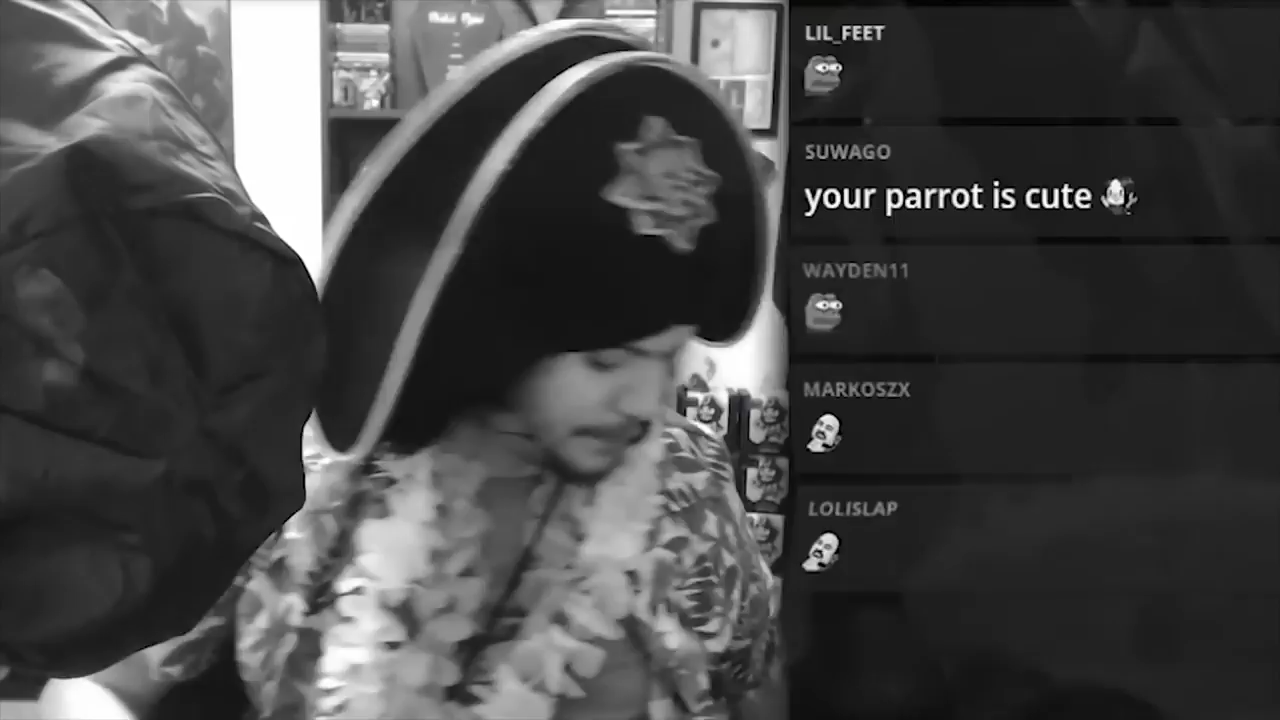 LIL_FEET
SUWAGO
your parrot is cute
WAYDEN11
MARKOSZX
LOLISLAP